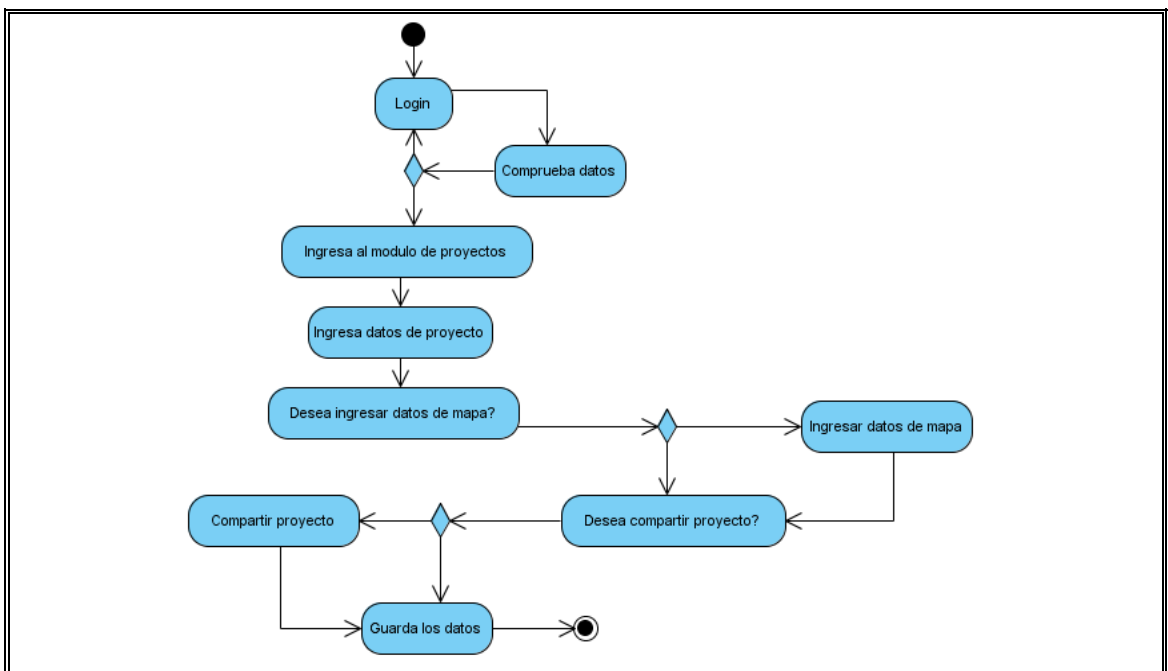 Login
Comprueba datos
Ingresa al modulo de proyectos
Ingresa datos de proyecto
Desea ingresar datos de mapa?
Ingresar datos de mapa
Compartir proyecto
Desea compartir proyecto?
Guarda los datos